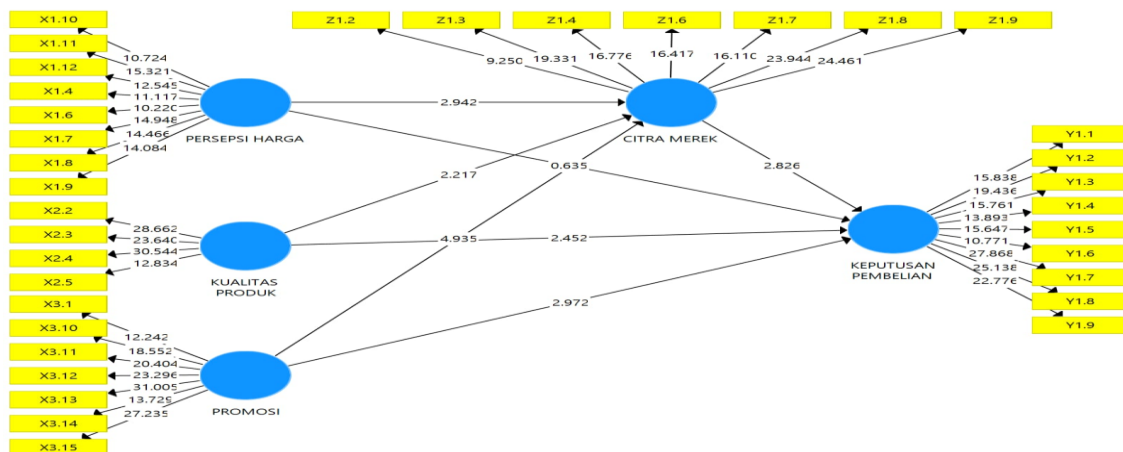 X1.10
X1.11
X1.12
X1.4
X1.6
X1.7
X1.8
X1.9
10.724
15.321
12.545
11.117
10.220
14.948
14.466
14.084
PERSEPSI HARGA
X2.2
X2.3
X2.4
X2.5
28.662
23.640
30.544
12.834
KUALITAS
PRODUK
X3.1
X3.10
X3.11
X3.12
X3.13
X3.14
X3.15
12.242
18.552
20.404
23.296
31.005
13.729
27.235
PROMOSI
Z1.2
Z1.3
Z1.4
Z1.6
Z1.7
Z1.8
Z1.9
9.250
19.331
16.776
16.417
16.110
23.944
24.461
CITRA MEREK
2.942
2.217
0.635
4.935
2.452
2.972
2.826
KEPUTUSAN
PEMBELIAN
15.838
19.436
15.761
13.893
15.647
10.771
27.868
25.138
22.776
Y1.1
Y1.2
Y1.3
Y1.4
Y1.5
Y1.6
Y1.7
Y1.8
Y1.9